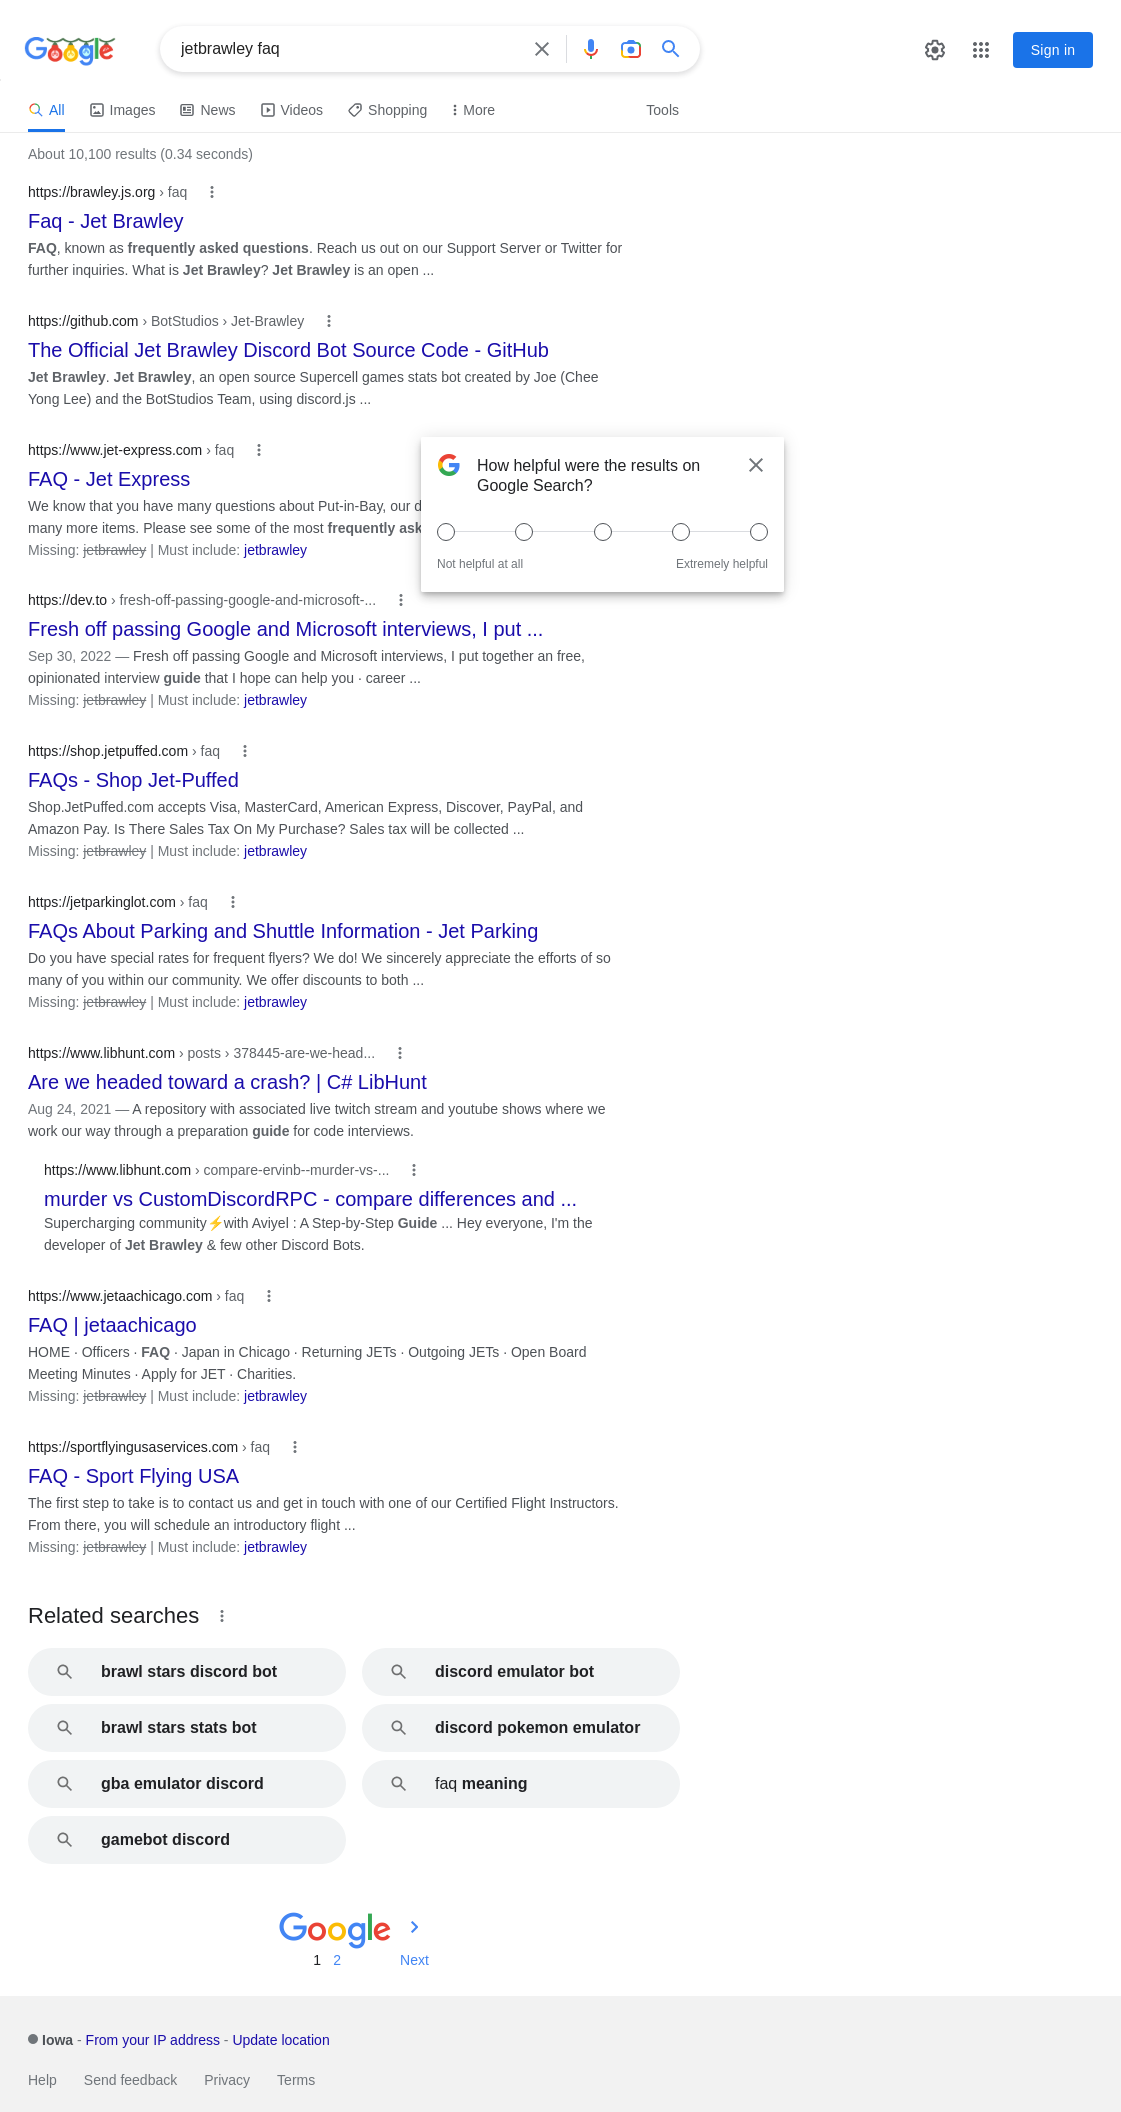 Google
jetbrawley faq
Sign in
All
Images
News
Videos
Shopping
More
Tools
About 10,100 results (0.34 seconds)
https://brawley.js.org › faq
Faq - Jet Brawley
FAQ, known as frequently asked questions. Reach us out on our Support Server or Twitter for
further inquiries. What is Jet Brawley? Jet Brawley is an open ...
https://github.com › BotStudios › Jet-Brawley
The Official Jet Brawley Discord Bot Source Code - GitHub
Jet Brawley. Jet Brawley, an open source Supercell games stats bot created by Joe (Chee
Yong Lee) and the BotStudios Team, using discord.js ...
https://www.jet-express.com › faq
FAQ - Jet Express
We know that you have many questions about Put-in-Bay, our d
many more items. Please see some of the most frequently ask
Missing: jetbrawley | Must include: jetbrawley
How helpful were the results on
Google Search?
Not helpful at all
Extremely helpful
https://dev.to › fresh-off-passing-google-and-microsoft-...
Fresh off passing Google and Microsoft interviews, I put ...
Sep 30, 2022 — Fresh off passing Google and Microsoft interviews, I put together an free,
opinionated interview guide that I hope can help you · career ...
Missing: jetbrawley | Must include: jetbrawley
https://shop.jetpuffed.com › faq
FAQs - Shop Jet-Puffed
Shop.JetPuffed.com accepts Visa, MasterCard, American Express, Discover, PayPal, and
Amazon Pay. Is There Sales Tax On My Purchase? Sales tax will be collected ...
Missing: jetbrawley | Must include: jetbrawley
https://jetparkinglot.com › faq
FAQs About Parking and Shuttle Information - Jet Parking
Do you have special rates for frequent flyers? We do! We sincerely appreciate the efforts of so
many of you within our community. We offer discounts to both ...
Missing: jetbrawley | Must include: jetbrawley
https://www.libhunt.com › posts › 378445-are-we-head...
Are we headed toward a crash? | C# LibHunt
Aug 24, 2021 — A repository with associated live twitch stream and youtube shows where we
work our way through a preparation guide for code interviews.
https://www.libhunt.com › compare-ervinb--murder-vs-...
murder vs CustomDiscordRPC - compare differences and ...
Supercharging community⚡with Aviyel : A Step-by-Step Guide ... Hey everyone, I'm the
developer of Jet Brawley & few other Discord Bots.
https://www.jetaachicago.com › faq
FAQ | jetaachicago
HOME · Officers · FAQ · Japan in Chicago · Returning JETs · Outgoing JETs · Open Board
Meeting Minutes · Apply for JET · Charities.
Missing: jetbrawley | Must include: jetbrawley
https://sportflyingusaservices.com › faq
FAQ - Sport Flying USA
The first step to take is to contact us and get in touch with one of our Certified Flight Instructors.
From there, you will schedule an introductory flight ...
Missing: jetbrawley | Must include: jetbrawley
Related searches
brawl stars discord bot
discord emulator bot
brawl stars stats bot
discord pokemon emulator
gba emulator discord
faq meaning
gamebot discord
Google
1 2 Next
Iowa - From your IP address - Update location
Help Send feedback Privacy Terms